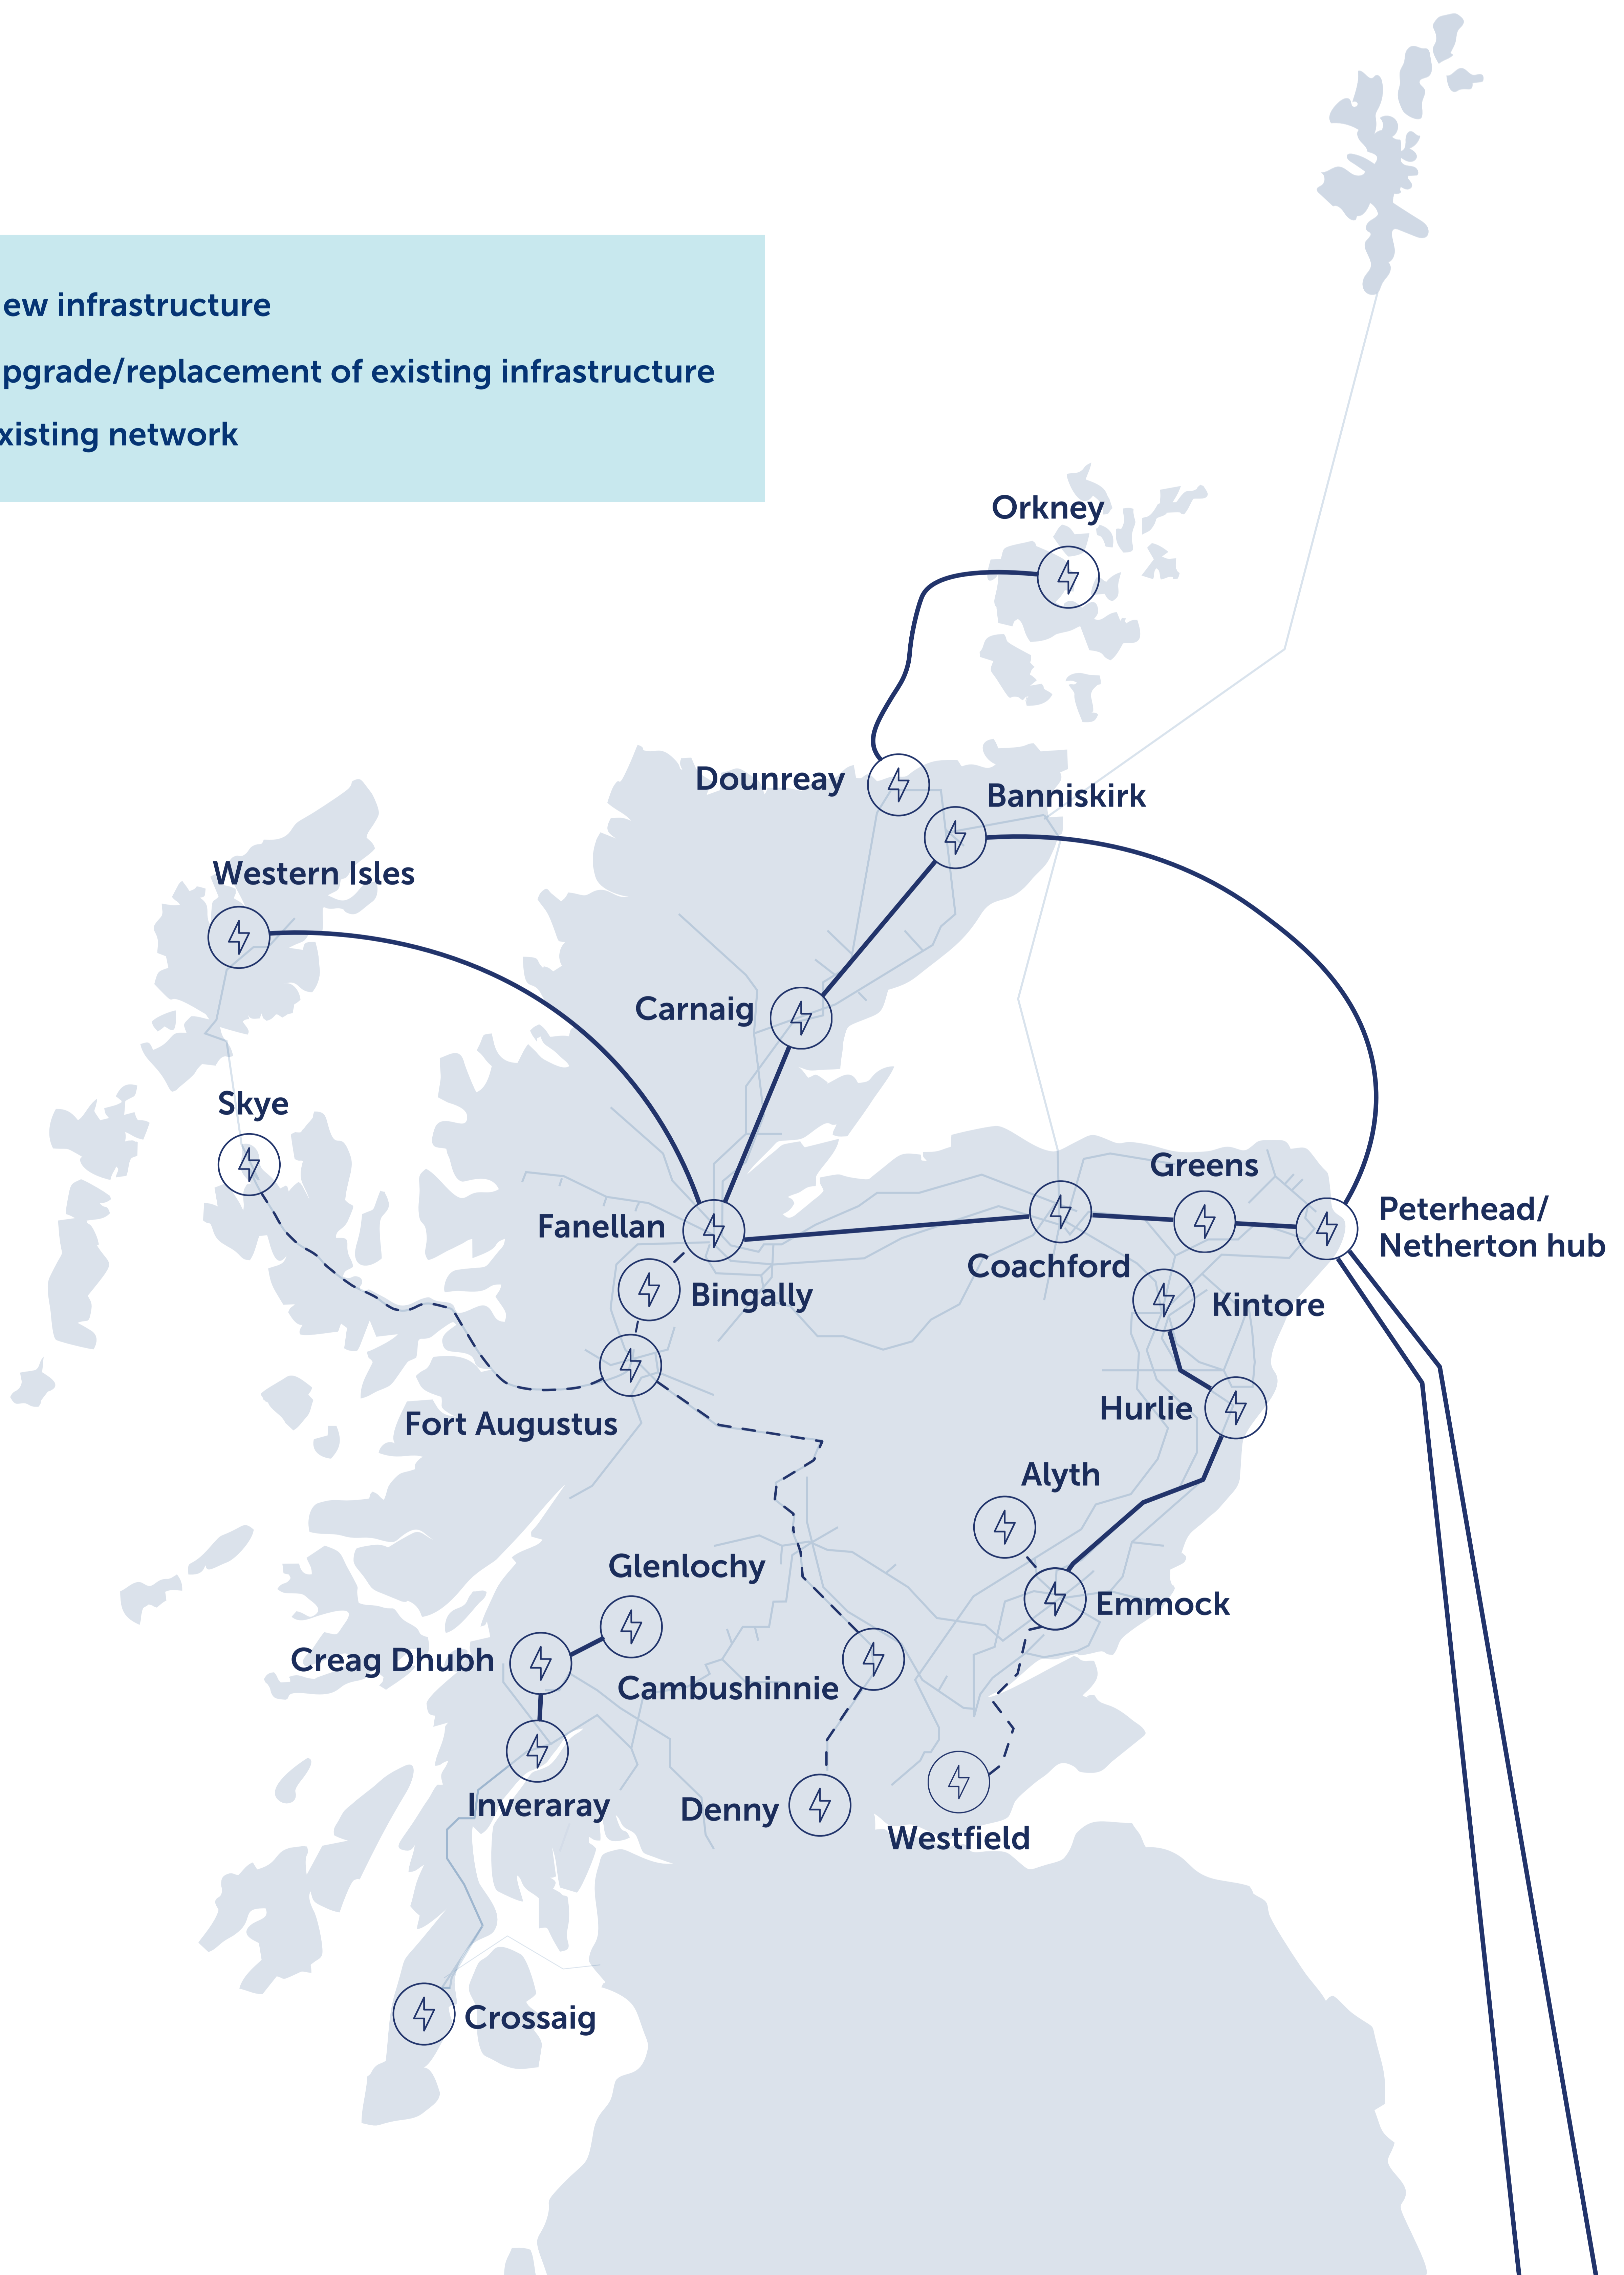 ew infrastructure
pgrade/replacement of existing infrastructure
xisting network
Orkney
Dounreay
Banniskirk
Western Isles
Carnaig
Skye
Greens
Fanellan
Peterhead/
Netherton hub
Coachford
Bingally
Kintore
Hurlie
Fort Augustus
Alyth
Glenlochy
Emmock
Creag Dhubh
Cambushinnie
Inveraray
Denny
Westfield
Crossaig